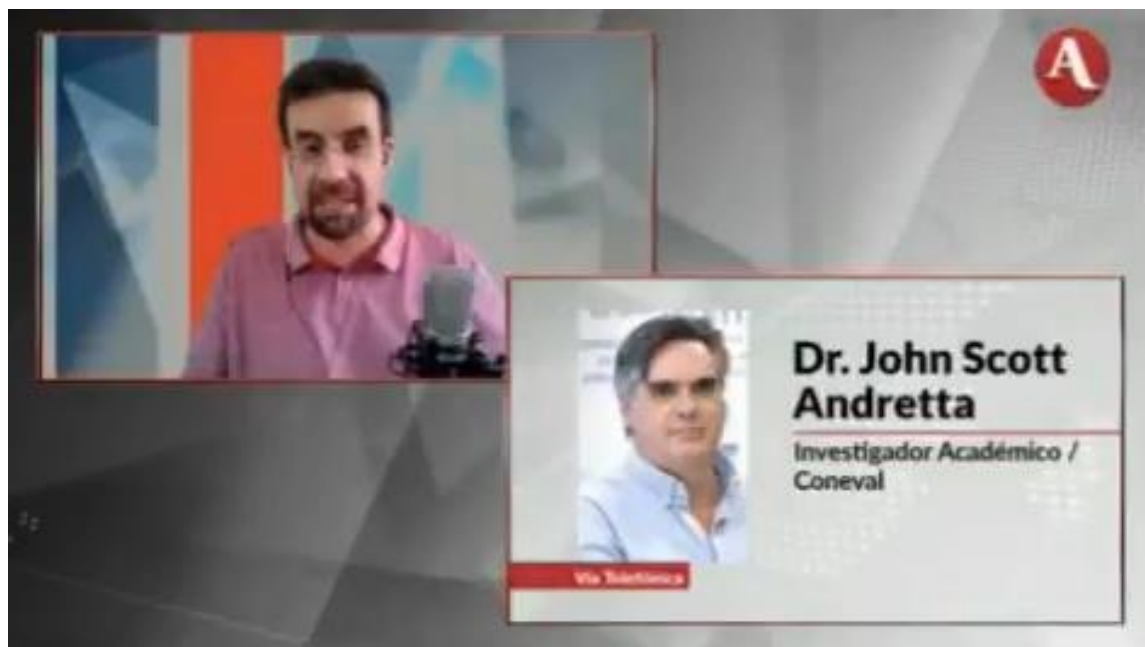 A
Dr. John Scott
Andretta
Investigador Académico /
Coneval
Vía Telefónica